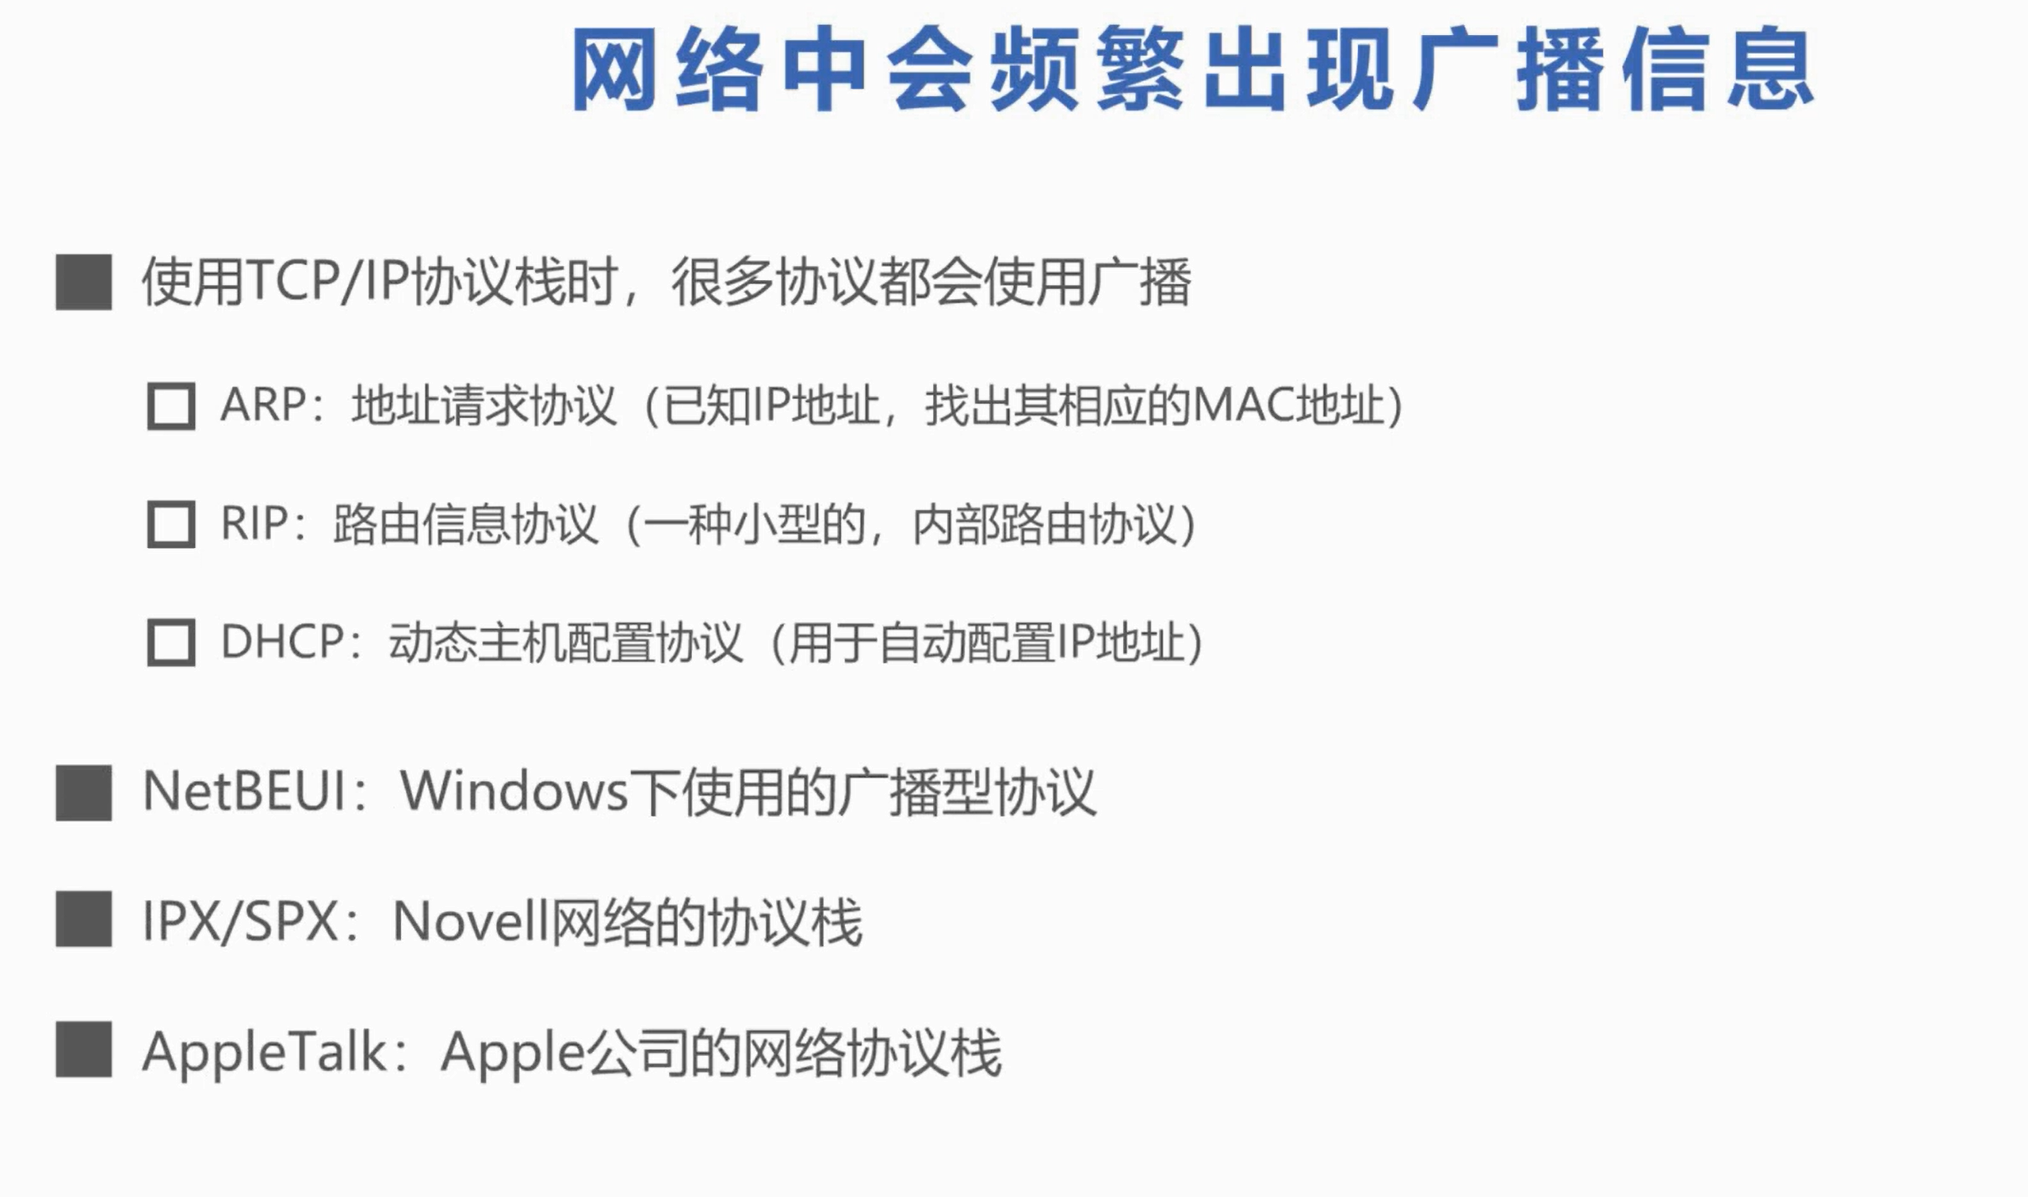 网络中会频繁出现广播信息
使用TCP/IP协议栈时，很多协议都会使用广播
ARP：地址请求协议（已知IP地址，找出其相应的MAC地址）
RIP：路由信息协议（一种小型的，内部路由协议）
DHCP：动态主机配置协议（用于自动配置IP地址）
NetBEUI：Windows下使用的广播型协议
IPX/SPX：Novell网络的协议栈
AppleTalk：Apple公司的网络协议栈